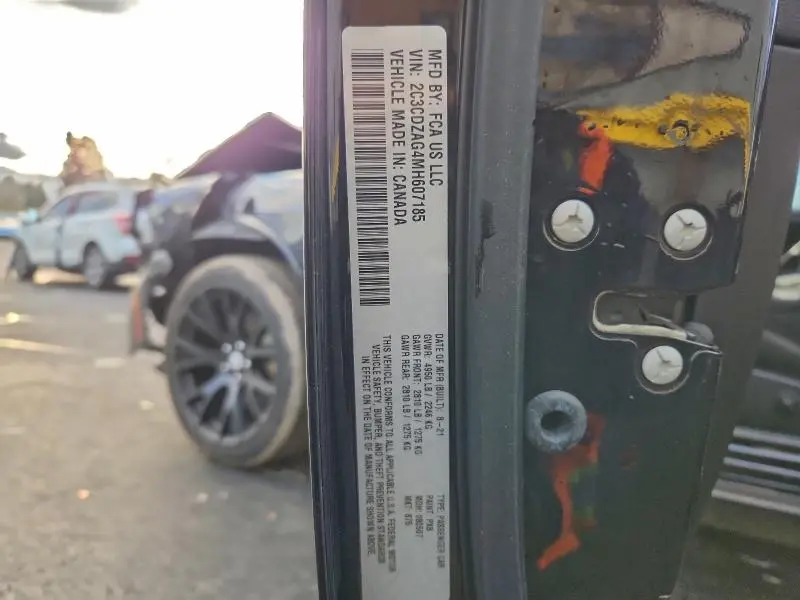 MFD BY: FCA US LLC
VIN: 2C3CDZAG4MH607185
VEHICLE MADE IN: CANADA
DATE OF MFR (BUILT): 8-21
GVWR: 4950 LB / 2246 KG
GAWR FRONT: 2810 LB / 1275 KG
GAWR REAR: 2810 LB / 1275 KG
THIS VEHICLE CONFORMS TO ALL APPLICABLE U.S.A. FEDERAL MOTOR
VEHICLE SAFETY, BUMPER, AND THEFT PREVENTION STANDARDS
IN EFFECT ON THE DATE OF MANUFACTURE SHOWN ABOVE.
TYPE: PASSENGER CAR
PAINT: PX8
MDH:
MKT: